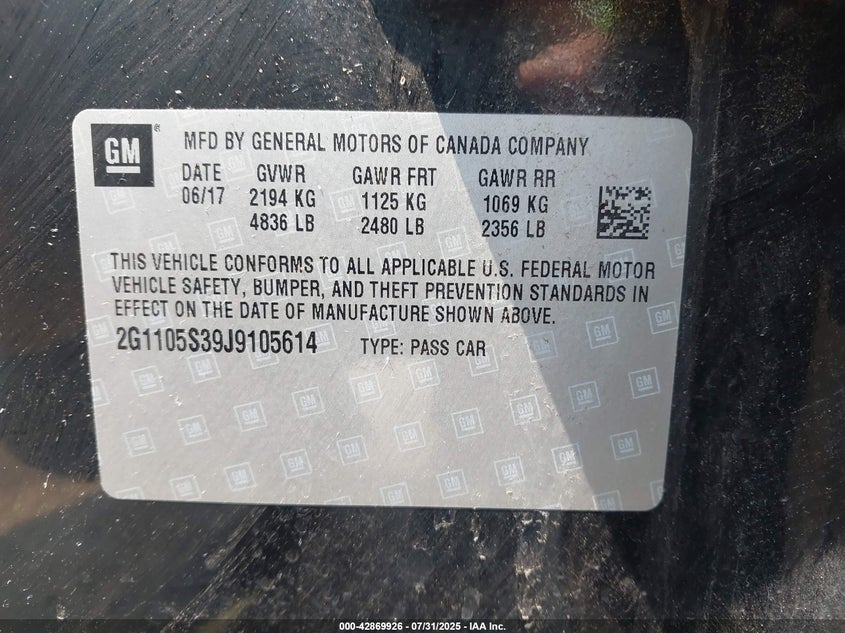 GM
MFD BY GENERAL MOTORS OF CANADA COMPANY
DATE GVWR GAWR FRT GAWR RR
06/17 2194 KG 1125 KG 1069 KG
4836 LB 2480 LB 2356 LB
THIS VEHICLE CONFORMS TO ALL APPLICABLE U.S. FEDERAL MOTOR
VEHICLE SAFETY, BUMPER, AND THEFT PREVENTION STANDARDS IN
EFFECT ON THE DATE OF MANUFACTURE SHOWN ABOVE.
2G1105S39J9105614 TYPE: PASS CAR
000-42869926 - 07/31/2025 - IAA Inc.